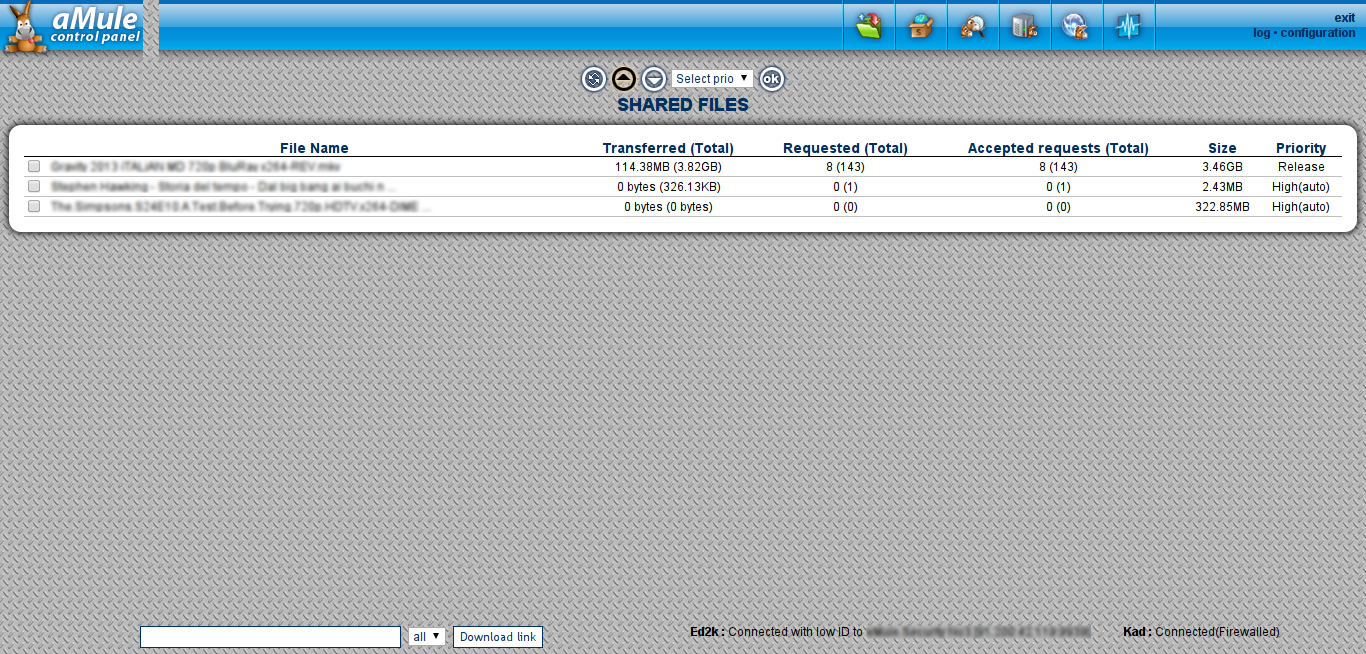 aMule
control panel
exit
log • configuration
Select prio
ok
SHARED FILES
File Name Transferred (Total) Requested (Total) Accepted requests (Total) Size Priority
Gravity 2013 iTALiAN MD 720p BluRay x264-REV.mkv 114.38MB (3.82GB) 8 (143) 8 (143) 3.46GB Release
Stephen Hawking - Storia del tempo - Dal big bang ai buchi n ... 0 bytes (326.13KB) 0 (1) 0 (1) 2.43MB High(auto)
The.Simpsons.S24E10.A.Test.Before.Trying.720p.HDTV.x264-DIME ... 0 bytes (0 bytes) 0 (0) 0 (0) 322.85MB High(auto)
all Download link Ed2k : Connected with low ID to Kad : Connected(Firewalled)